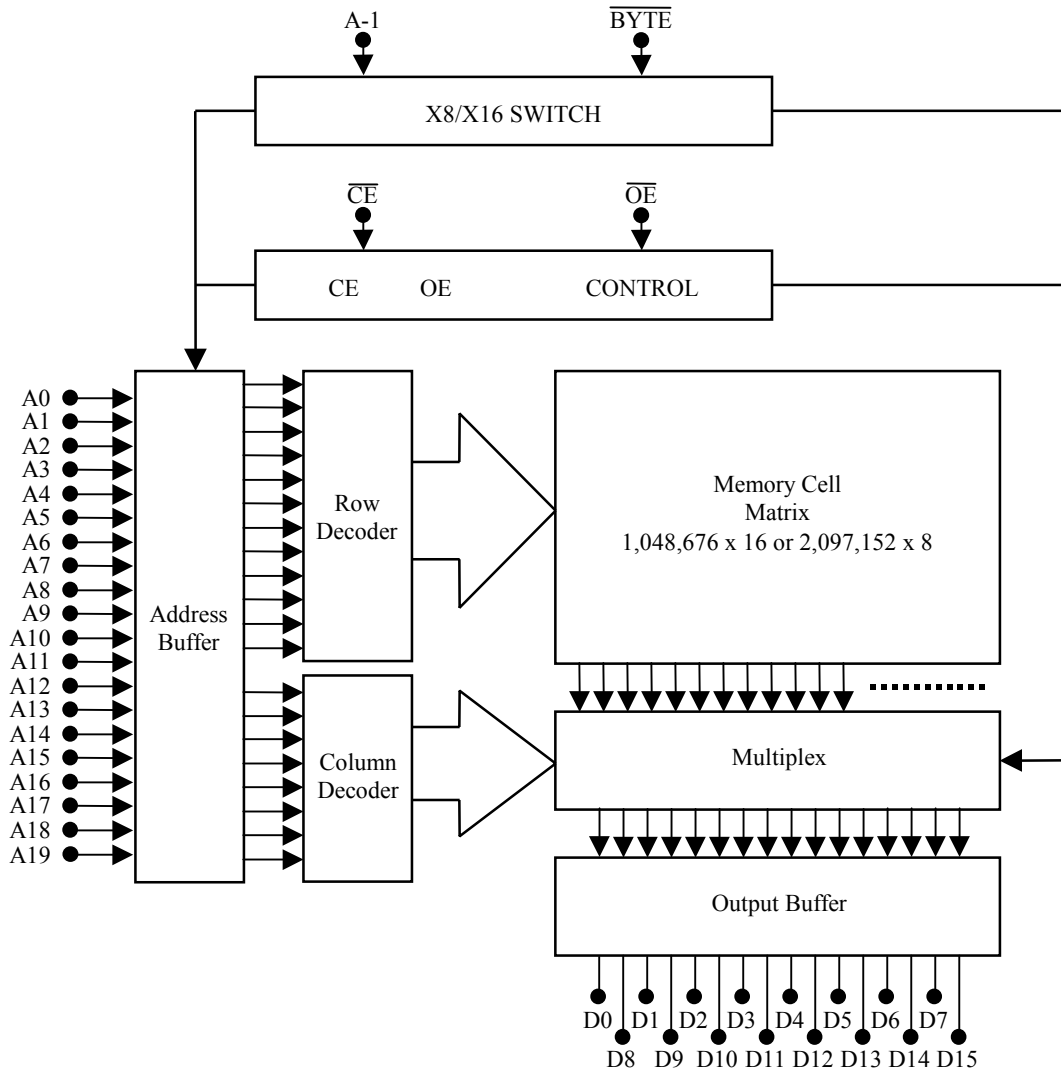 A-1 BYTE
X8/X16 SWITCH
CE OE
CE OE CONTROL
A0
A1
A2
A3
A4
A5
A6
A7
A8
A9
A10
A11
A12
A13
A14
A15
A16
A17
A18
A19
Address
Buffer
Row
Decoder
Column
Decoder
Memory Cell
Matrix
1,048,676 x 16 or 2,097,152 x 8
Multiplex
Output Buffer
D0 D1 D2 D3 D4 D5 D6 D7
D8 D9 D10 D11 D12 D13 D14 D15